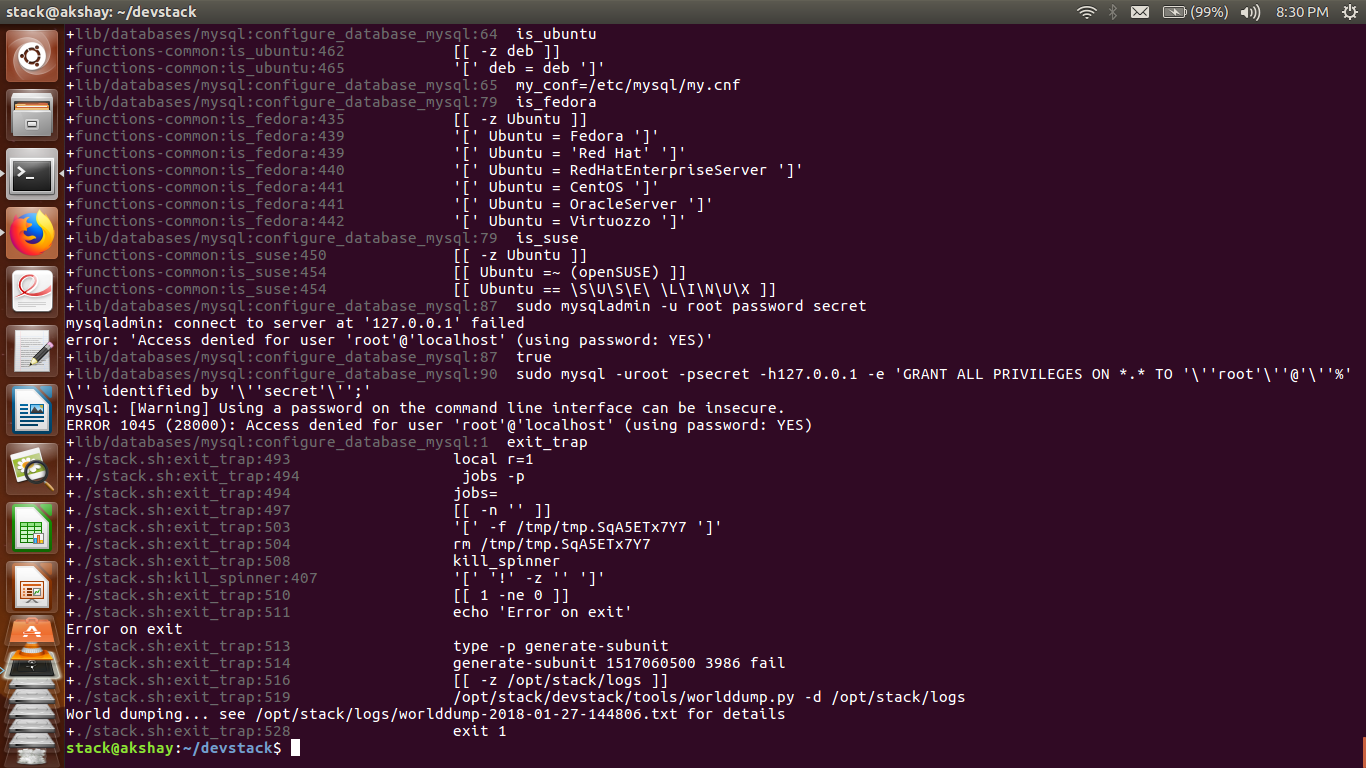 stack@akshay: ~/devstack (99%) 8:30 PM
+lib/databases/mysql:configure_database_mysql:64 is_ubuntu
+functions-common:is_ubuntu:462 [[ -z deb ]]
+functions-common:is_ubuntu:465 '[' deb = deb ']'
+lib/databases/mysql:configure_database_mysql:65 my_conf=/etc/mysql/my.cnf
+lib/databases/mysql:configure_database_mysql:79 is_fedora
+functions-common:is_fedora:435 [[ -z Ubuntu ]]
+functions-common:is_fedora:439 '[' Ubuntu = Fedora ']'
+functions-common:is_fedora:439 '[' Ubuntu = 'Red Hat' ']'
+functions-common:is_fedora:440 '[' Ubuntu = RedHatEnterpriseServer ']'
+functions-common:is_fedora:441 '[' Ubuntu = CentOS ']'
+functions-common:is_fedora:441 '[' Ubuntu = OracleServer ']'
+functions-common:is_fedora:442 '[' Ubuntu = Virtuozzo ']'
+lib/databases/mysql:configure_database_mysql:79 is_suse
+functions-common:is_suse:450 [[ -z Ubuntu ]]
+functions-common:is_suse:454 [[ Ubuntu =~ (openSUSE) ]]
+functions-common:is_suse:454 [[ Ubuntu == \S\U\S\E\ \L\I\N\U\X ]]
+lib/databases/mysql:configure_database_mysql:87 sudo mysqladmin -u root password secret
mysqladmin: connect to server at '127.0.0.1' failed
error: 'Access denied for user 'root'@'localhost' (using password: YES)'
+lib/databases/mysql:configure_database_mysql:87 true
+lib/databases/mysql:configure_database_mysql:90 sudo mysql -uroot -psecret -h127.0.0.1 -e 'GRANT ALL PRIVILEGES ON *.* TO '\''root'\''@'\''%'
\'' identified by '\''secret'\'';'
mysql: [Warning] Using a password on the command line interface can be insecure.
ERROR 1045 (28000): Access denied for user 'root'@'localhost' (using password: YES)
+lib/databases/mysql:configure_database_mysql:1 exit_trap
+./stack.sh:exit_trap:493 local r=1
++./stack.sh:exit_trap:494 jobs -p
+./stack.sh:exit_trap:494 jobs=
+./stack.sh:exit_trap:497 [[ -n '' ]]
+./stack.sh:exit_trap:503 '[' -f /tmp/tmp.SqA5ETx7Y7 ']'
+./stack.sh:exit_trap:504 rm /tmp/tmp.SqA5ETx7Y7
+./stack.sh:exit_trap:508 kill_spinner
+./stack.sh:kill_spinner:407 '[' '!' -z '' ']'
+./stack.sh:exit_trap:510 [[ 1 -ne 0 ]]
+./stack.sh:exit_trap:511 echo 'Error on exit'
Error on exit
+./stack.sh:exit_trap:513 type -p generate-subunit
+./stack.sh:exit_trap:514 generate-subunit 1517060500 3986 fail
+./stack.sh:exit_trap:516 [[ -z /opt/stack/logs ]]
+./stack.sh:exit_trap:519 /opt/stack/devstack/tools/worlddump.py -d /opt/stack/logs
World dumping... see /opt/stack/logs/worlddump-2018-01-27-144806.txt for details
+./stack.sh:exit_trap:528 exit 1
stack@akshay:~/devstack$